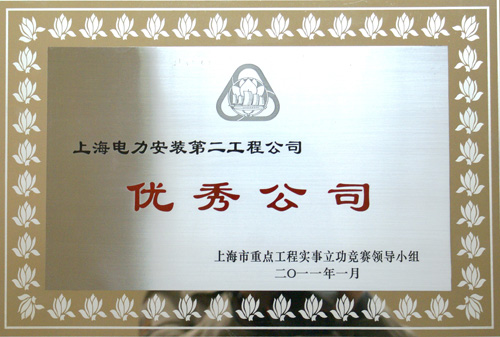 上海电力安装第二工程公司
优秀公司
上海市重点工程实事立功竞赛领导小组
二〇一一年一月